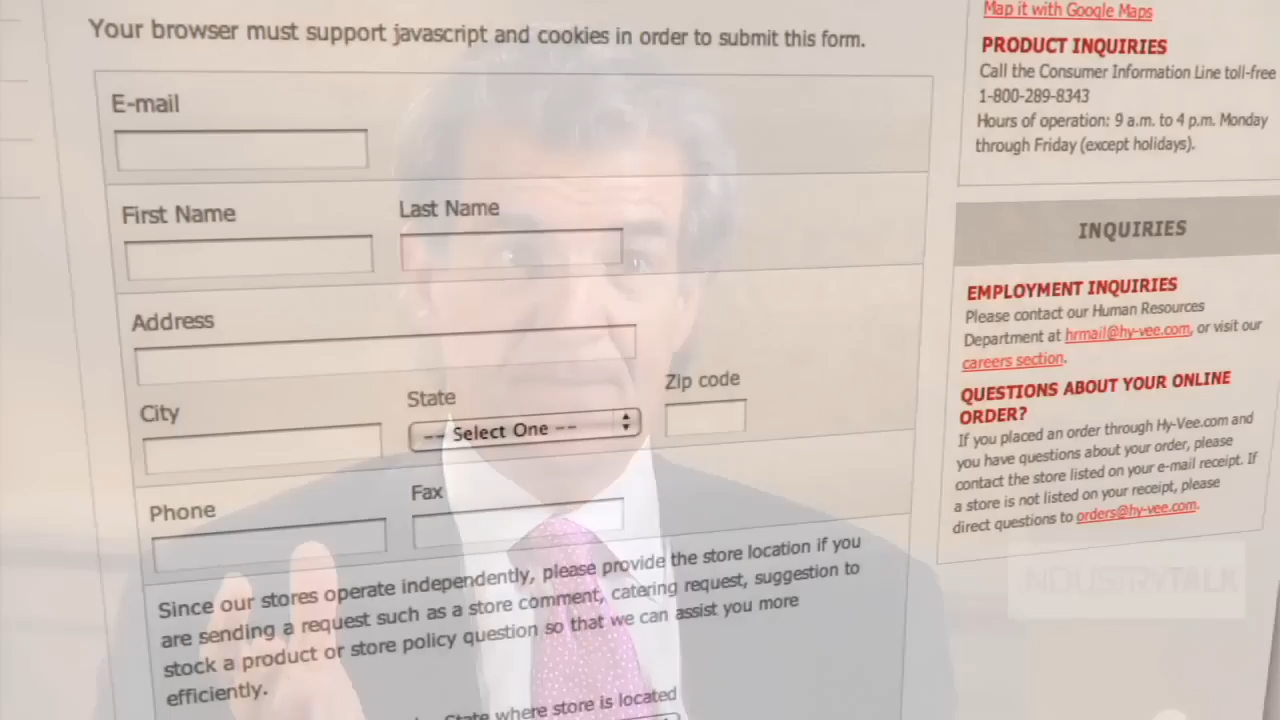 Your browser must support javascript and cookies in order to submit this form.
E-mail
First Name
Last Name
Address
City
State
Zip code
-- Select One --
Phone
Fax
Since our stores operate independently, please provide the store location if you
are sending a request such as a store comment, catering request, suggestion to
stock a product or store policy question so that we can assist you more
efficiently.
State where store is located
Map it with Google Maps
PRODUCT INQUIRIES
Call the Consumer Information Line toll-free
1-800-289-8343
Hours of operation: 9 a.m. to 4 p.m. Monday
through Friday (except holidays).
INQUIRIES
EMPLOYMENT INQUIRIES
Please contact our Human Resources
Department at hrmail@hy-vee.com, or visit our
careers section.
QUESTIONS ABOUT YOUR ONLINE
ORDER?
If you placed an order through Hy-Vee.com and
you have questions about your order, please
contact the store listed on your e-mail receipt. If
a store is not listed on your receipt, please
direct questions to orders@hy-vee.com.
INDUSTRYTALK